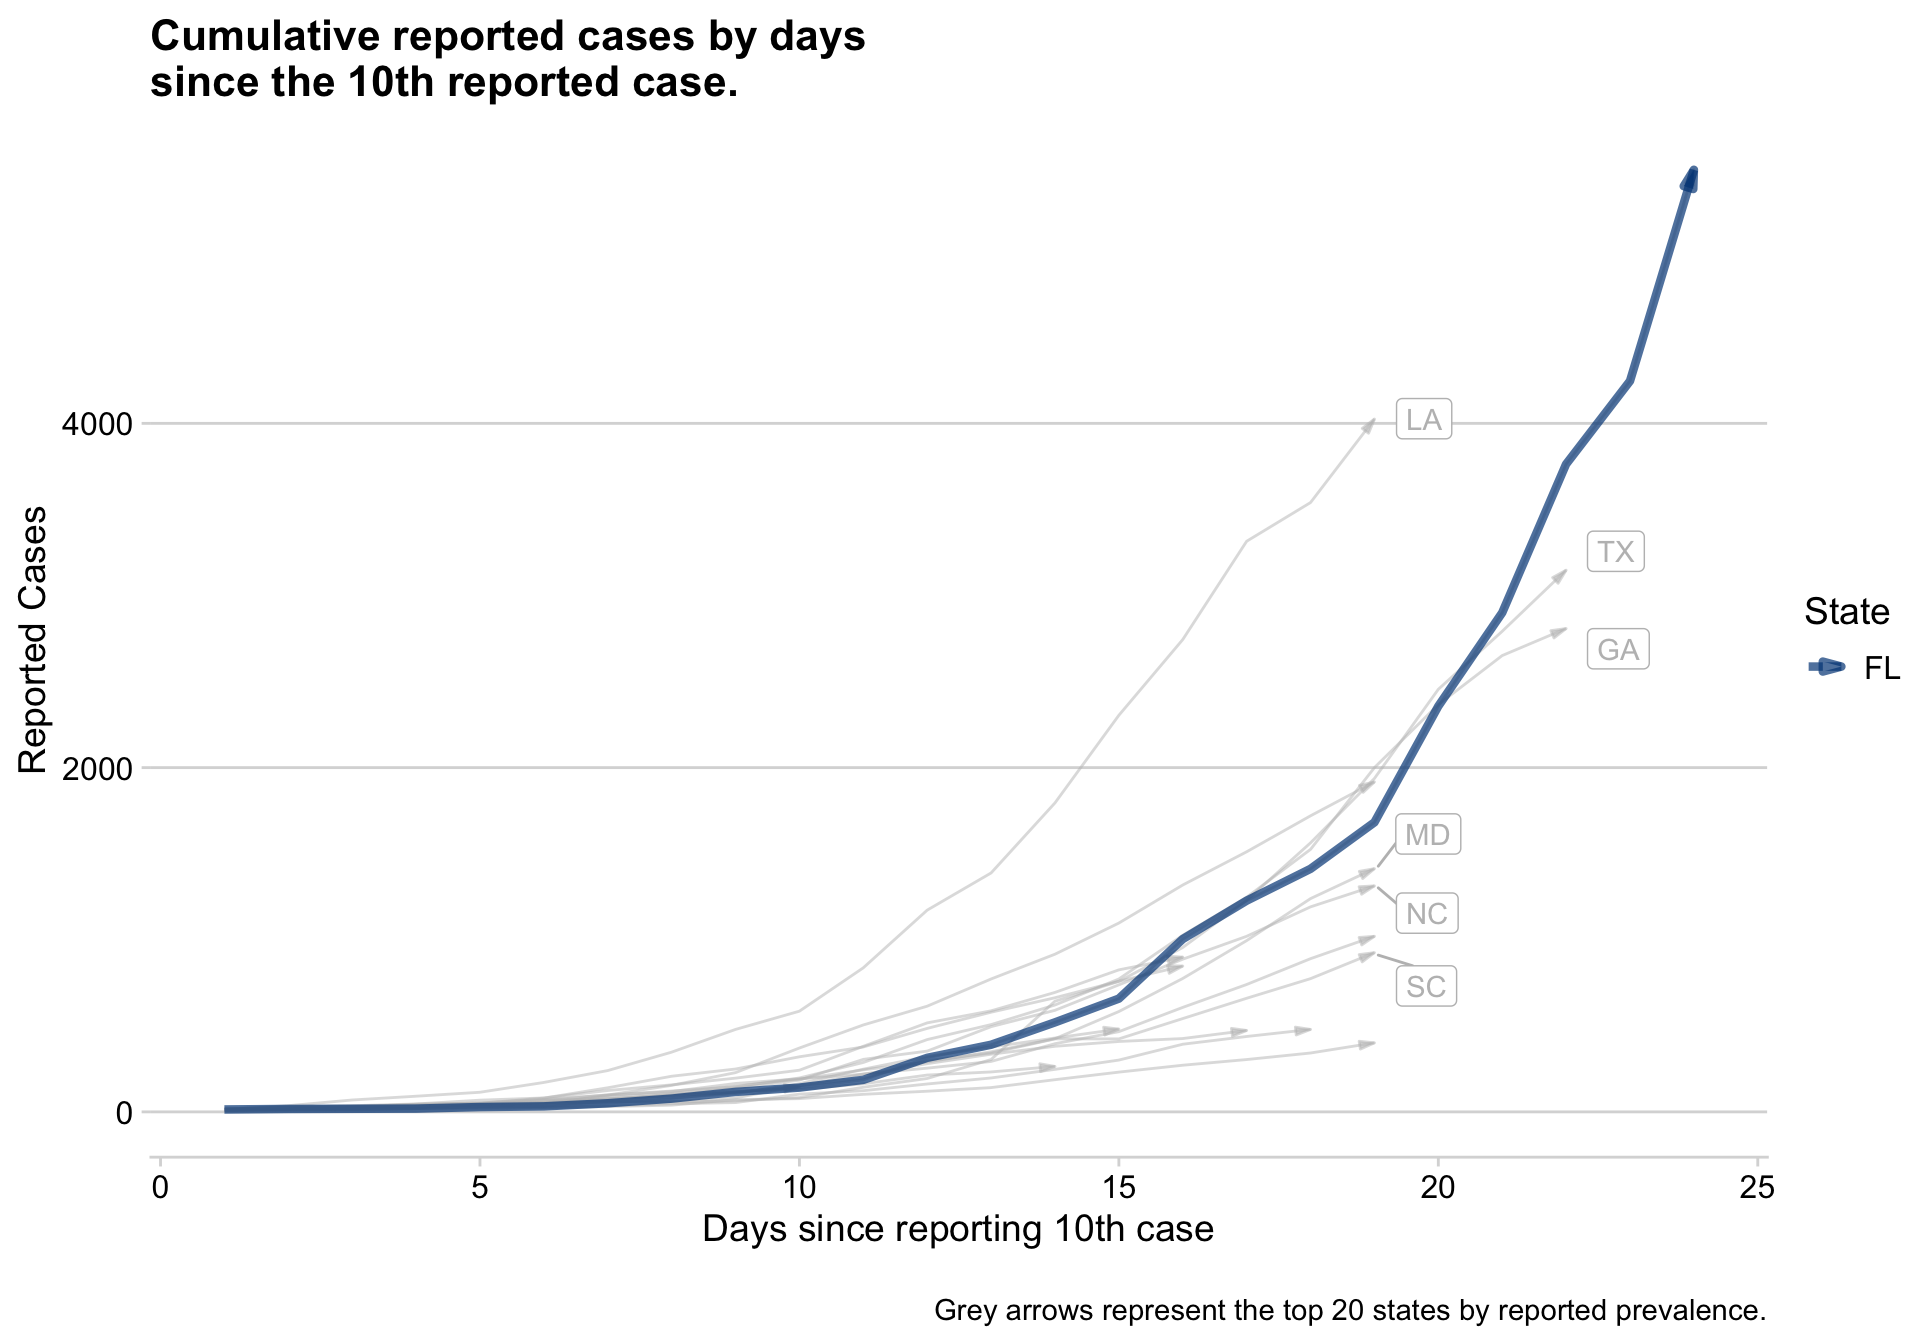 Cumulative reported cases by days
since the 10th reported case.
Reported Cases
4000
2000
0
LA
TX
GA
MD
NC
SC
State
FL
0 5 10 15 20 25
Days since reporting 10th case
Grey arrows represent the top 20 states by reported prevalence.